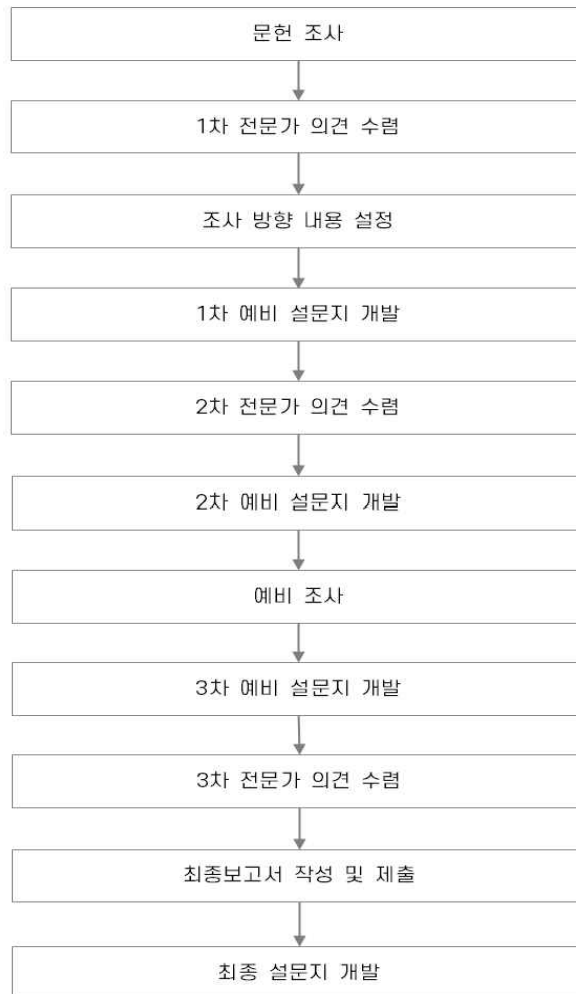 문헌 조사
1차 전문가 의견 수렴
조사 방향 내용 설정
1차 예비 설문지 개발
2차 전문가 의견 수렴
2차 예비 설문지 개발
예비 조사
3차 예비 설문지 개발
3차 전문가 의견 수렴
최종보고서 작성 및 제출
최종 설문지 개발